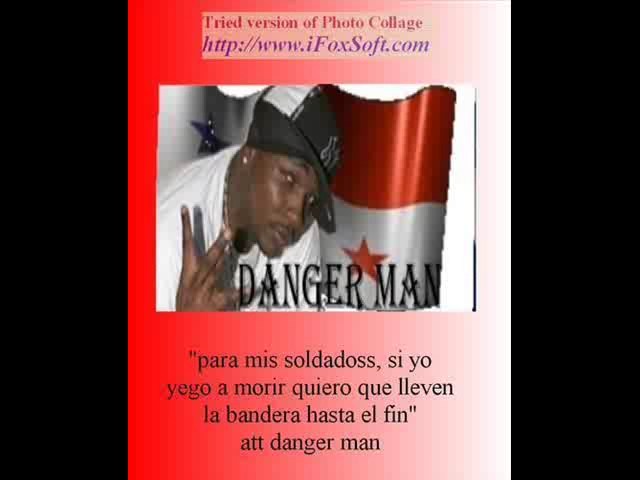 Tried version of Photo Collage
http://www.iFoxSoft.com
DANGER MAN
"para mis soldadoss, si yo
yego a morir quiero que lleven
la bandera hasta el fin"
att danger man